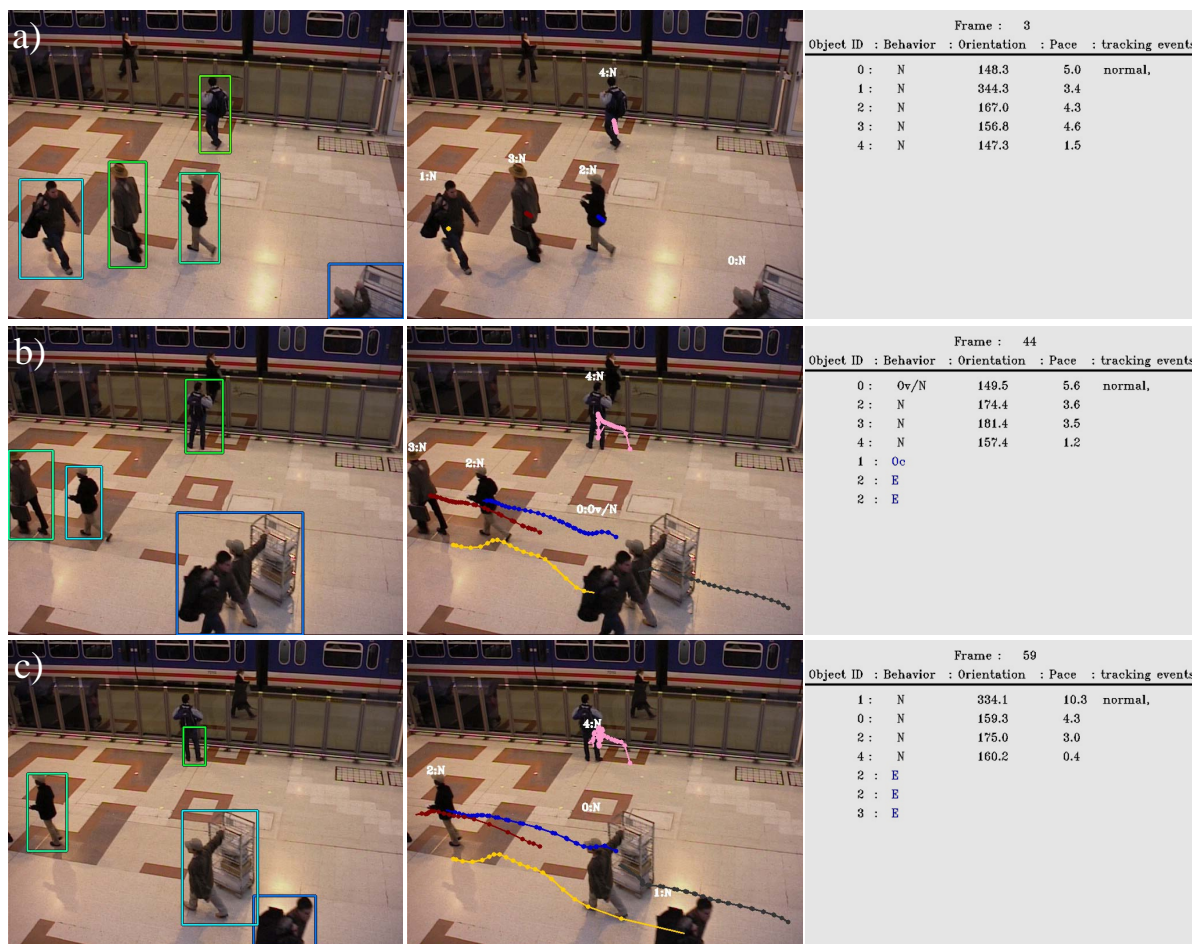 a)
4:N
3:N
2:N
1:N
0:N
Frame : 3
Object ID : Behavior : Orientation : Pace : tracking events
0 : N 148.3 5.0 normal,
1 : N 344.3 3.4
2 : N 167.0 4.3
3 : N 156.8 4.6
4 : N 147.3 1.5
b)
4:N
3:N
2:N
0:Ov/N
Frame : 44
Object ID : Behavior : Orientation : Pace : tracking events
0 : Ov/N 149.5 5.6 normal,
2 : N 174.4 3.6
3 : N 181.4 3.5
4 : N 157.4 1.2
1 : Oc
2 : E
2 : E
c)
4:N
2:N
0:N
1:N
Frame : 59
Object ID : Behavior : Orientation : Pace : tracking events
1 : N 334.1 10.3 normal,
0 : N 159.3 4.3
2 : N 175.0 3.0
4 : N 160.2 0.4
2 : E
2 : E
3 : E